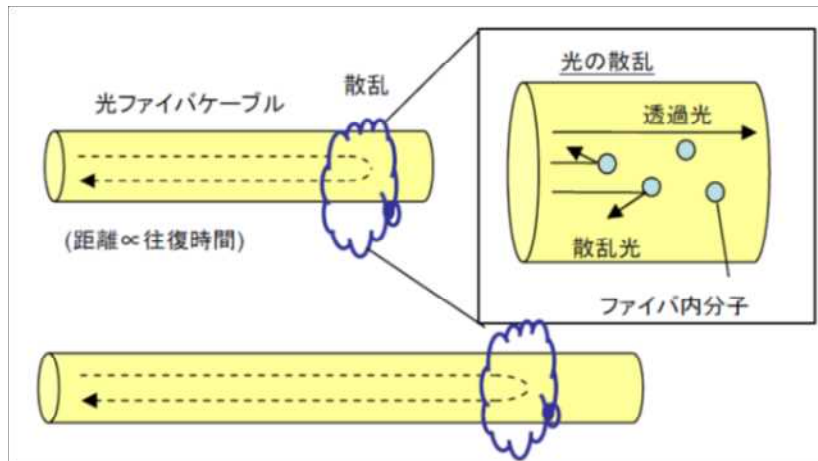 光ファイバケーブル
散乱
(距離∝往復時間)
光の散乱
透過光
散乱光
ファイバ内分子